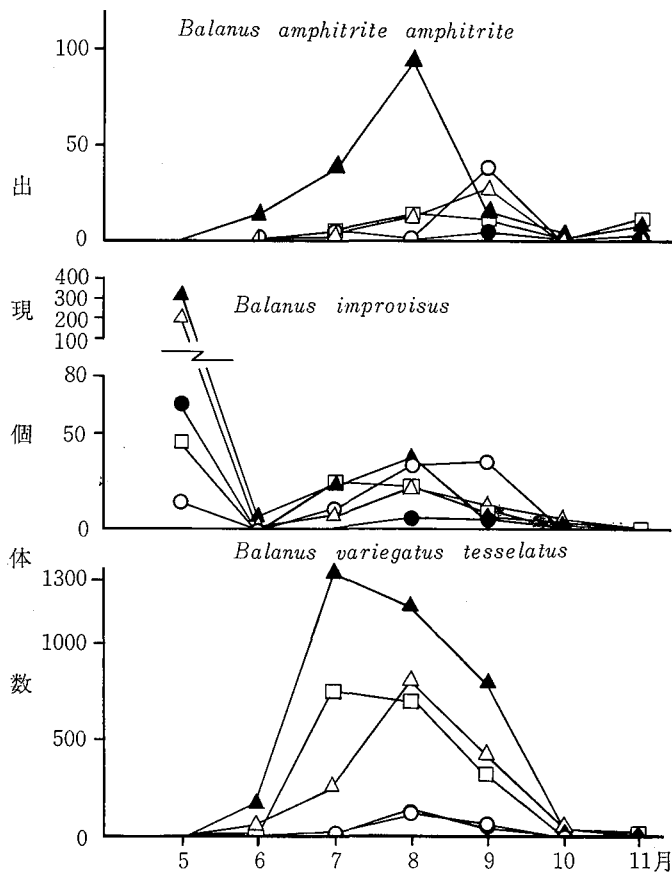 出現個体数
Balanus amphitrite amphitrite
100
50
0
Balanus improvisus
400
300
200
100
80
50
0
Balanus variegatus tesselatus
1300
1000
500
0
5 6 7 8 9 10 11月